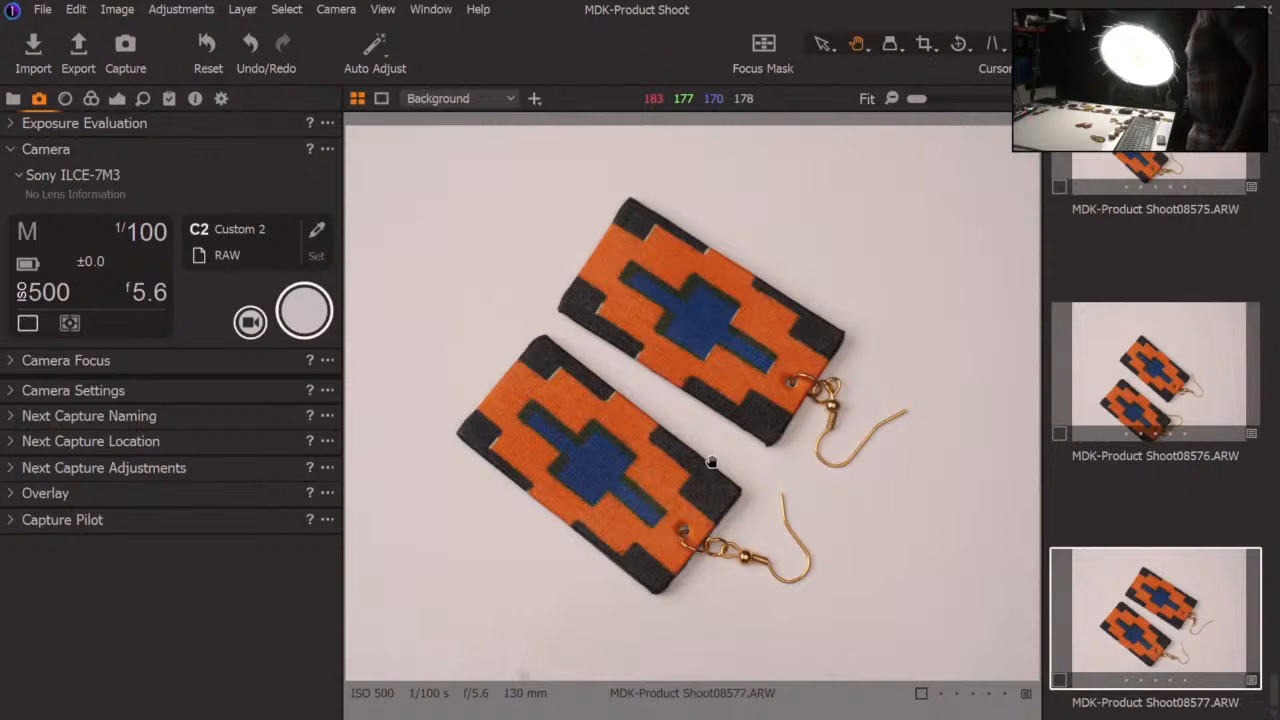 File Edit Image Adjustments Layer Select Camera View Window Help MDK-Product Shoot
Import Export Capture Reset Undo/Redo Auto Adjust Focus Mask Cursor
Background 183 177 170 178 Fit
Exposure Evaluation ? ...
Camera ? ...
Sony ILCE-7M3
No Lens Information
M 1/100 C2 Custom 2
±0.0 RAW Set
ISO 500 f 5.6
Camera Focus ? ...
Camera Settings ? ...
Next Capture Naming ? ...
Next Capture Location ? ...
Next Capture Adjustments ? ...
Overlay ? ...
Capture Pilot ? ...
MDK-Product Shoot08575.ARW
MDK-Product Shoot08576.ARW
MDK-Product Shoot08577.ARW
ISO 500 1/100 s f/5.6 130 mm MDK-Product Shoot08577.ARW